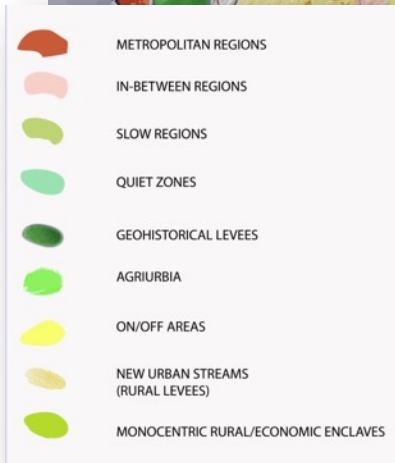 METROPOLITAN REGIONS
IN-BETWEEN REGIONS
SLOW REGIONS
QUIET ZONES
GEOHISTORICAL LEVEES
AGRIURBIA
ON/OFF AREAS
NEW URBAN STREAMS
(RURAL LEVEES)
MONOCENTRIC RURAL/ECONOMIC ENCLAVES